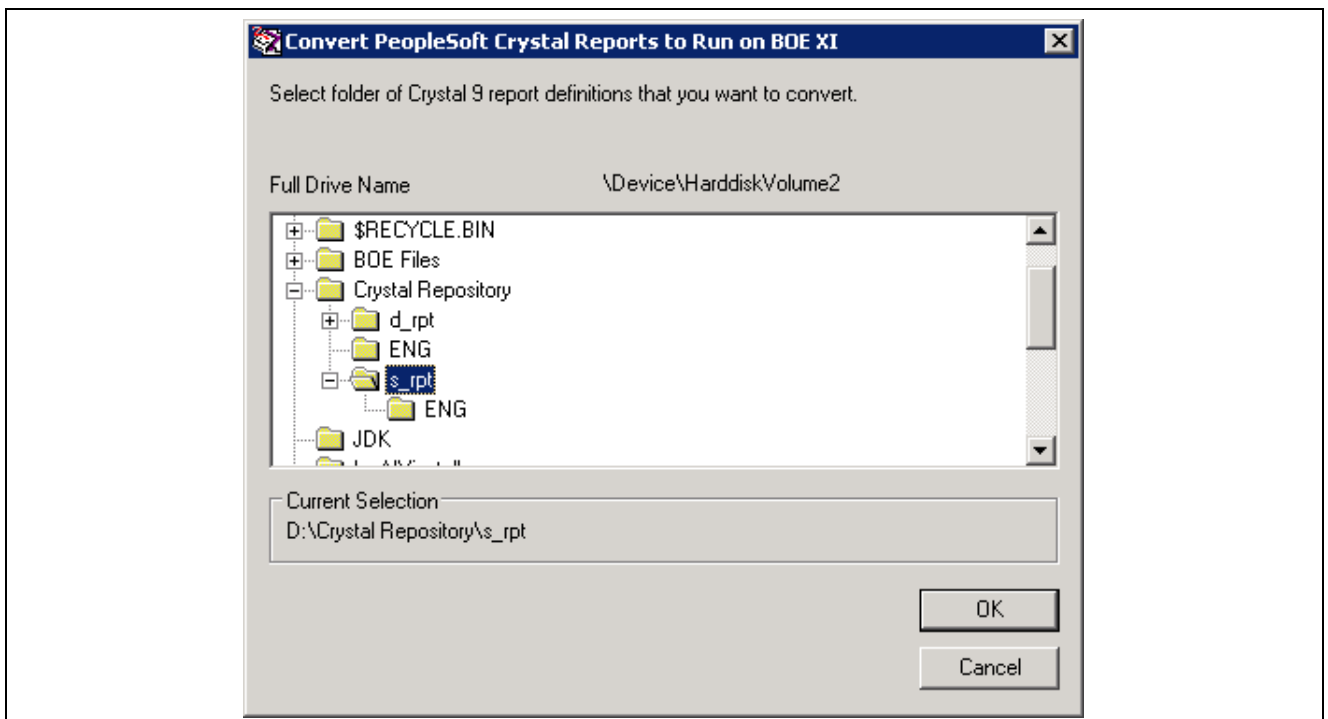 Convert PeopleSoft Crystal Reports to Run on BOE XI
Select folder of Crystal 9 report definitions that you want to convert.
Full Drive Name \Device\HarddiskVolume2
$RECYCLE.BIN
BOE Files
Crystal Repository
d_rpt
ENG
s_rpt
ENG
JDK
Current Selection
D:\Crystal Repository\s_rpt
OK
Cancel